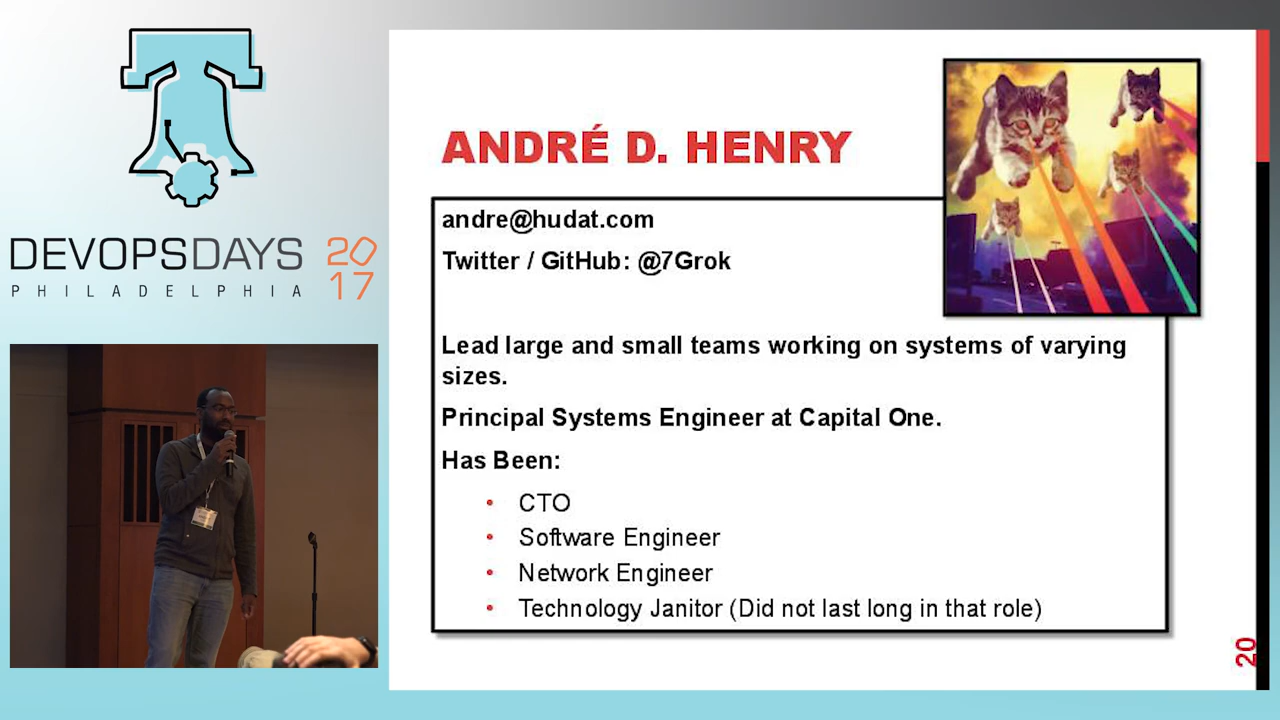 DEVOPSDAYS 2017
PHILADELPHIA
ANDRÉ D. HENRY
andre@hudat.com
Twitter / GitHub: @7Grok
Lead large and small teams working on systems of varying
sizes.
Principal Systems Engineer at Capital One.
Has Been:
• CTO
• Software Engineer
• Network Engineer
• Technology Janitor (Did not last long in that role)
20